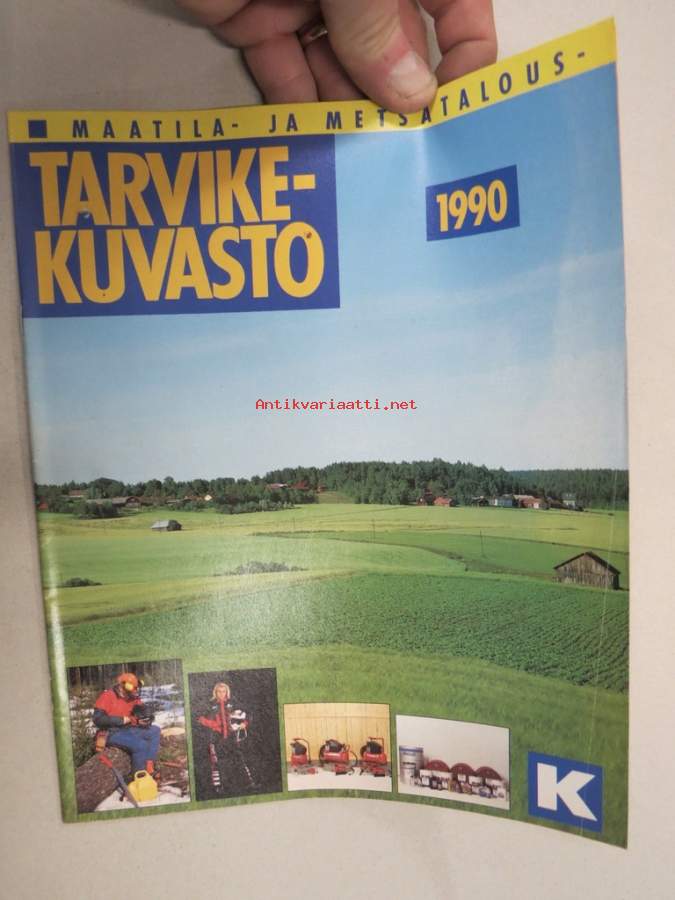 MAATILA- JA METSÄTALOUS-
TARVIKE-
KUVASTO
1990
Antikvariaatti.net
K